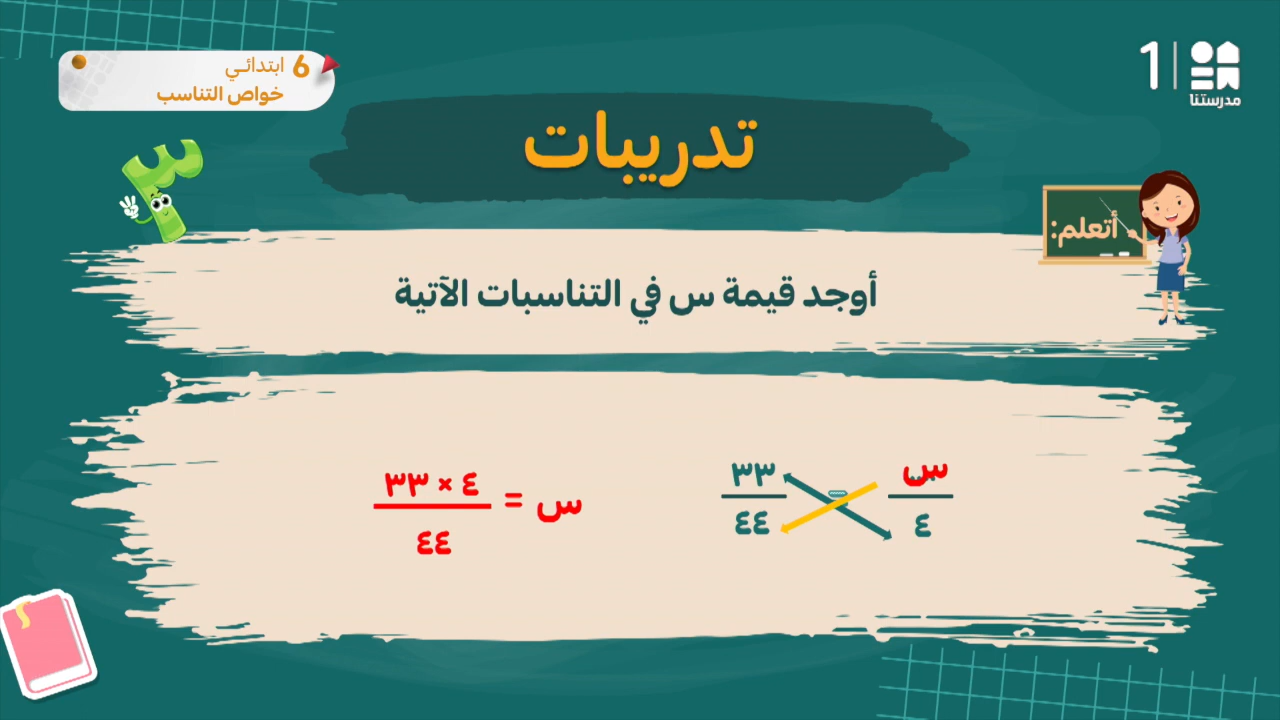 1
مدرستنا
6 ابتدائي
خواص التناسب
تدريبات
أتعلم:
أوجد قيمة س في التناسبات الآتية
س ٣٣
٤ ٤٤
س = ٤ × ٣٣
٤٤